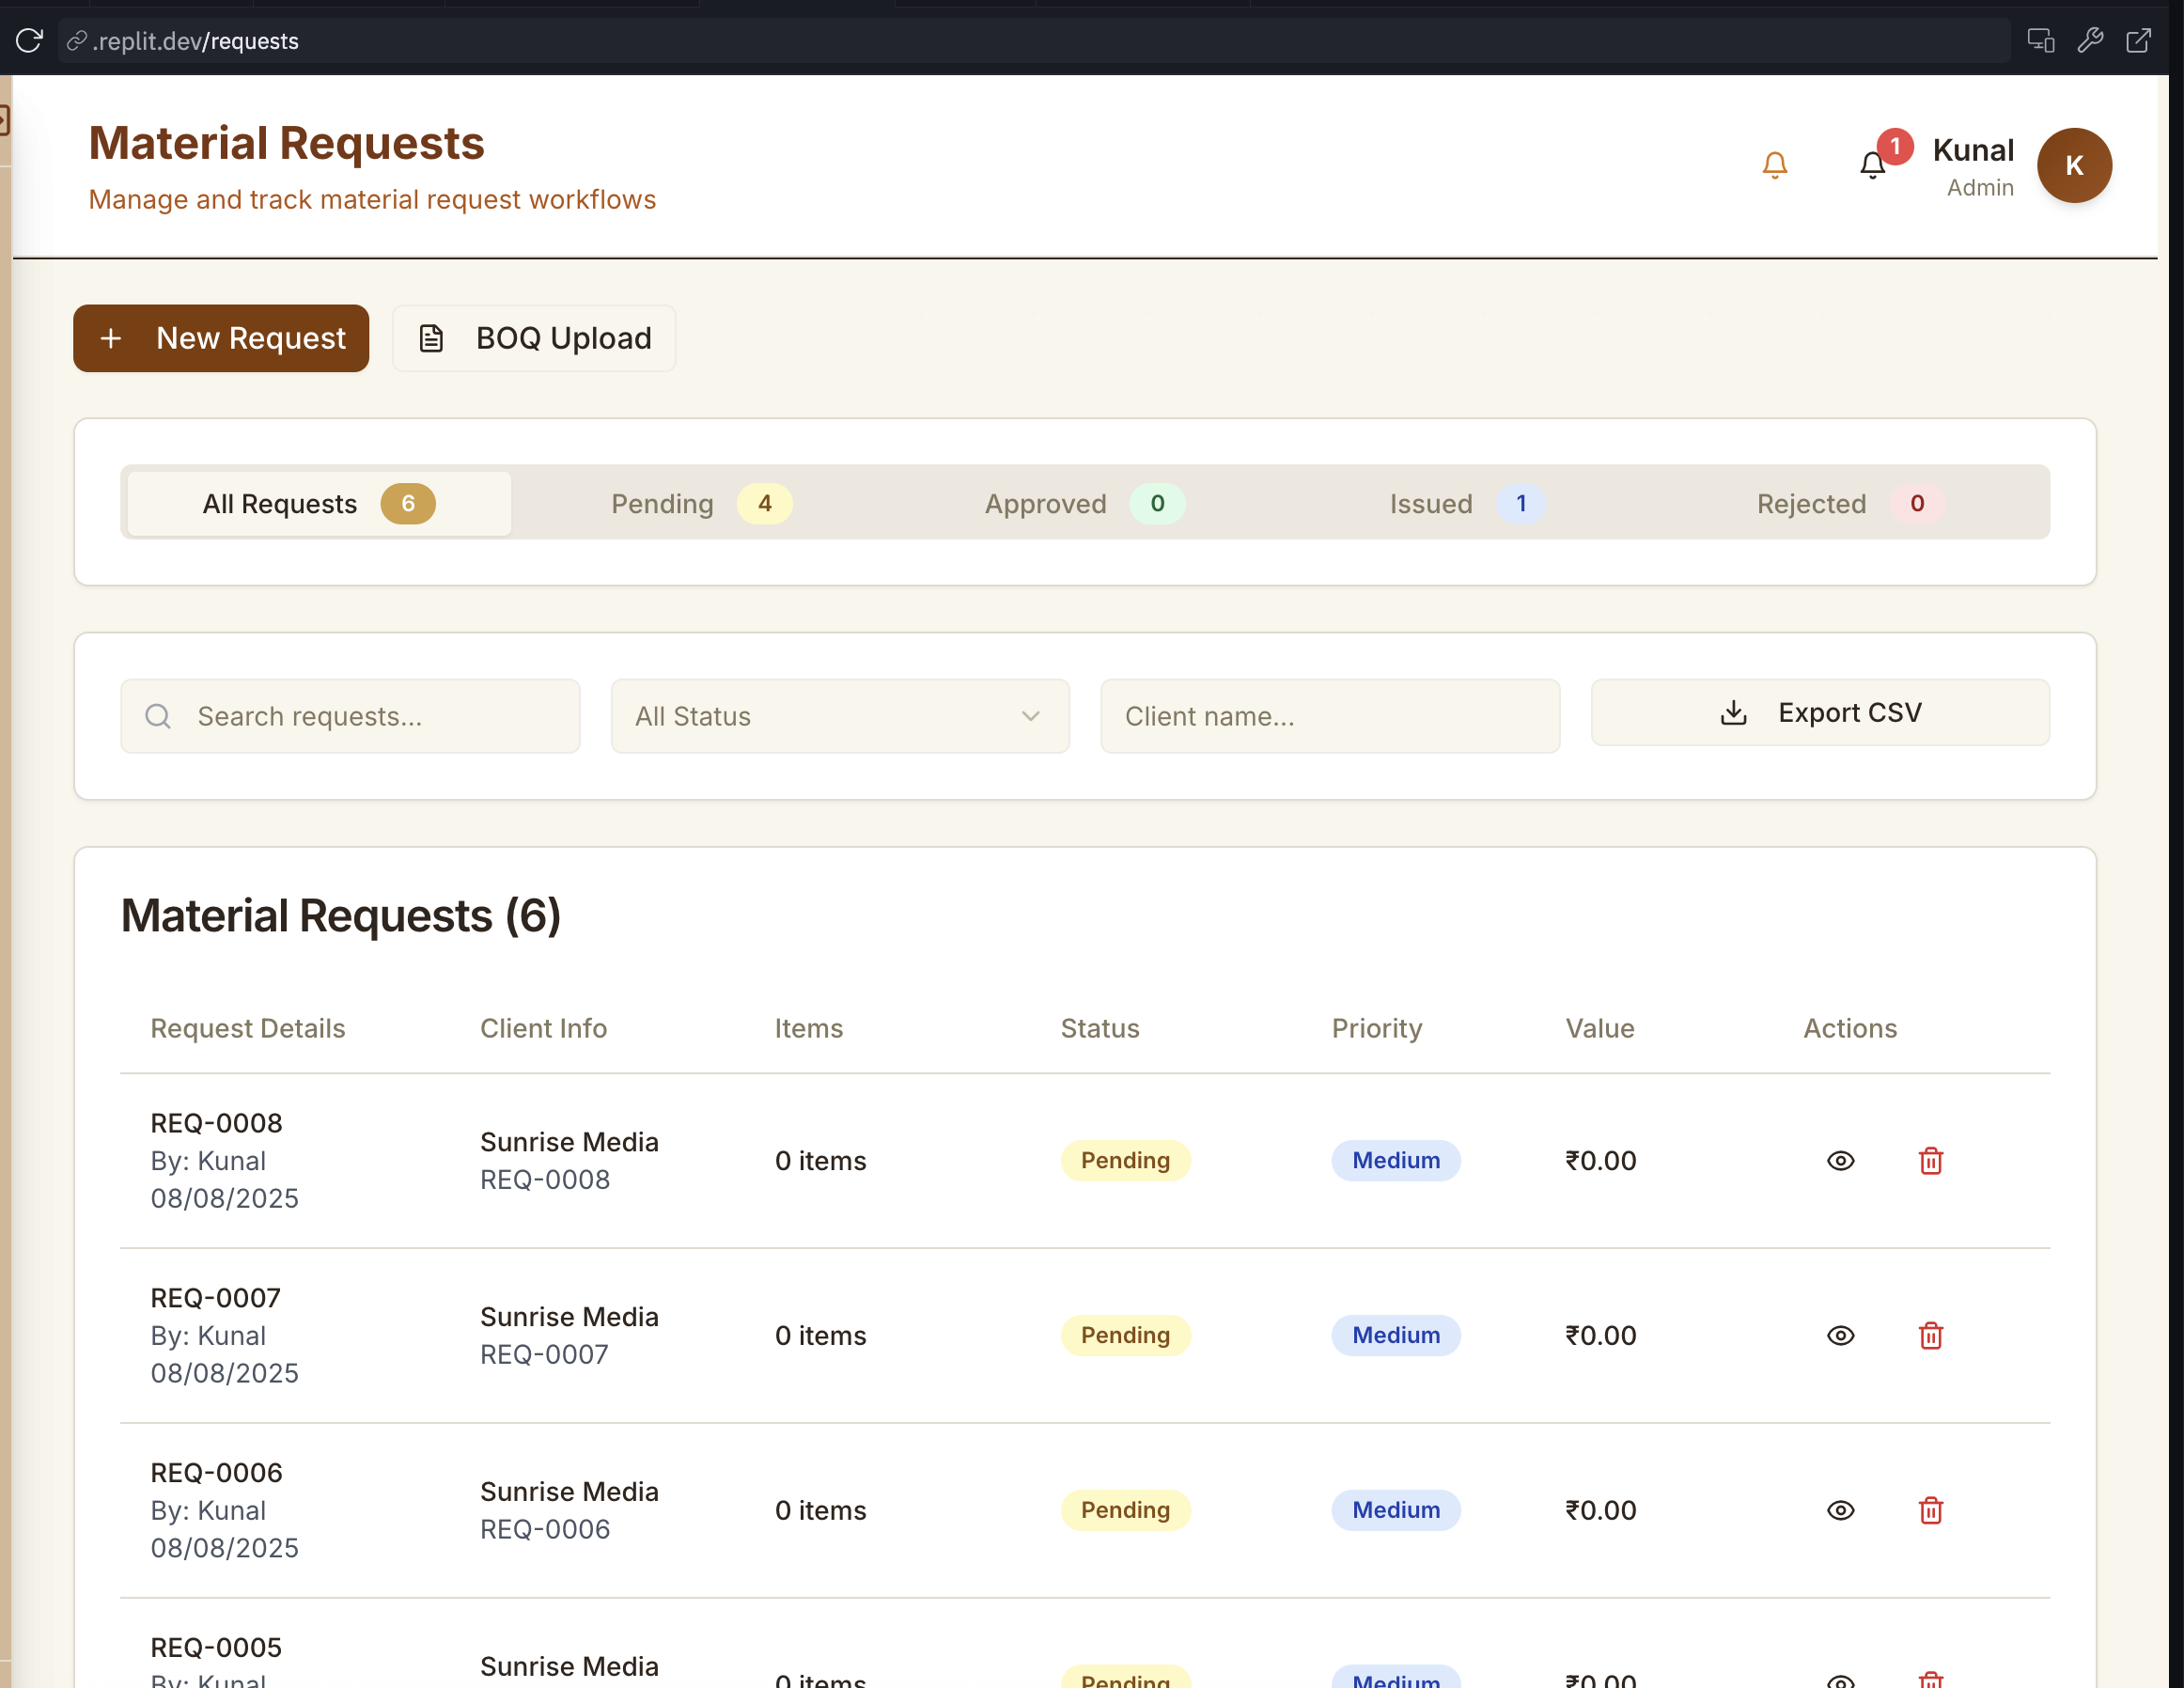 .replit.dev/requests
Material Requests
Manage and track material request workflows
1
Kunal
Admin
K
New Request
BOQ Upload
All Requests 6
Pending 4
Approved 0
Issued 1
Rejected 0
Search requests...
All Status
Client name...
Export CSV
Material Requests (6)
Request Details Client Info Items Status Priority Value Actions
REQ-0008
By: Kunal
08/08/2025
Sunrise Media
REQ-0008
0 items
Pending
Medium
₹0.00
REQ-0007
By: Kunal
08/08/2025
Sunrise Media
REQ-0007
0 items
Pending
Medium
₹0.00
REQ-0006
By: Kunal
08/08/2025
Sunrise Media
REQ-0006
0 items
Pending
Medium
₹0.00
REQ-0005
By: Kunal
Sunrise Media
0 items
Pending
Medium
₹0.00